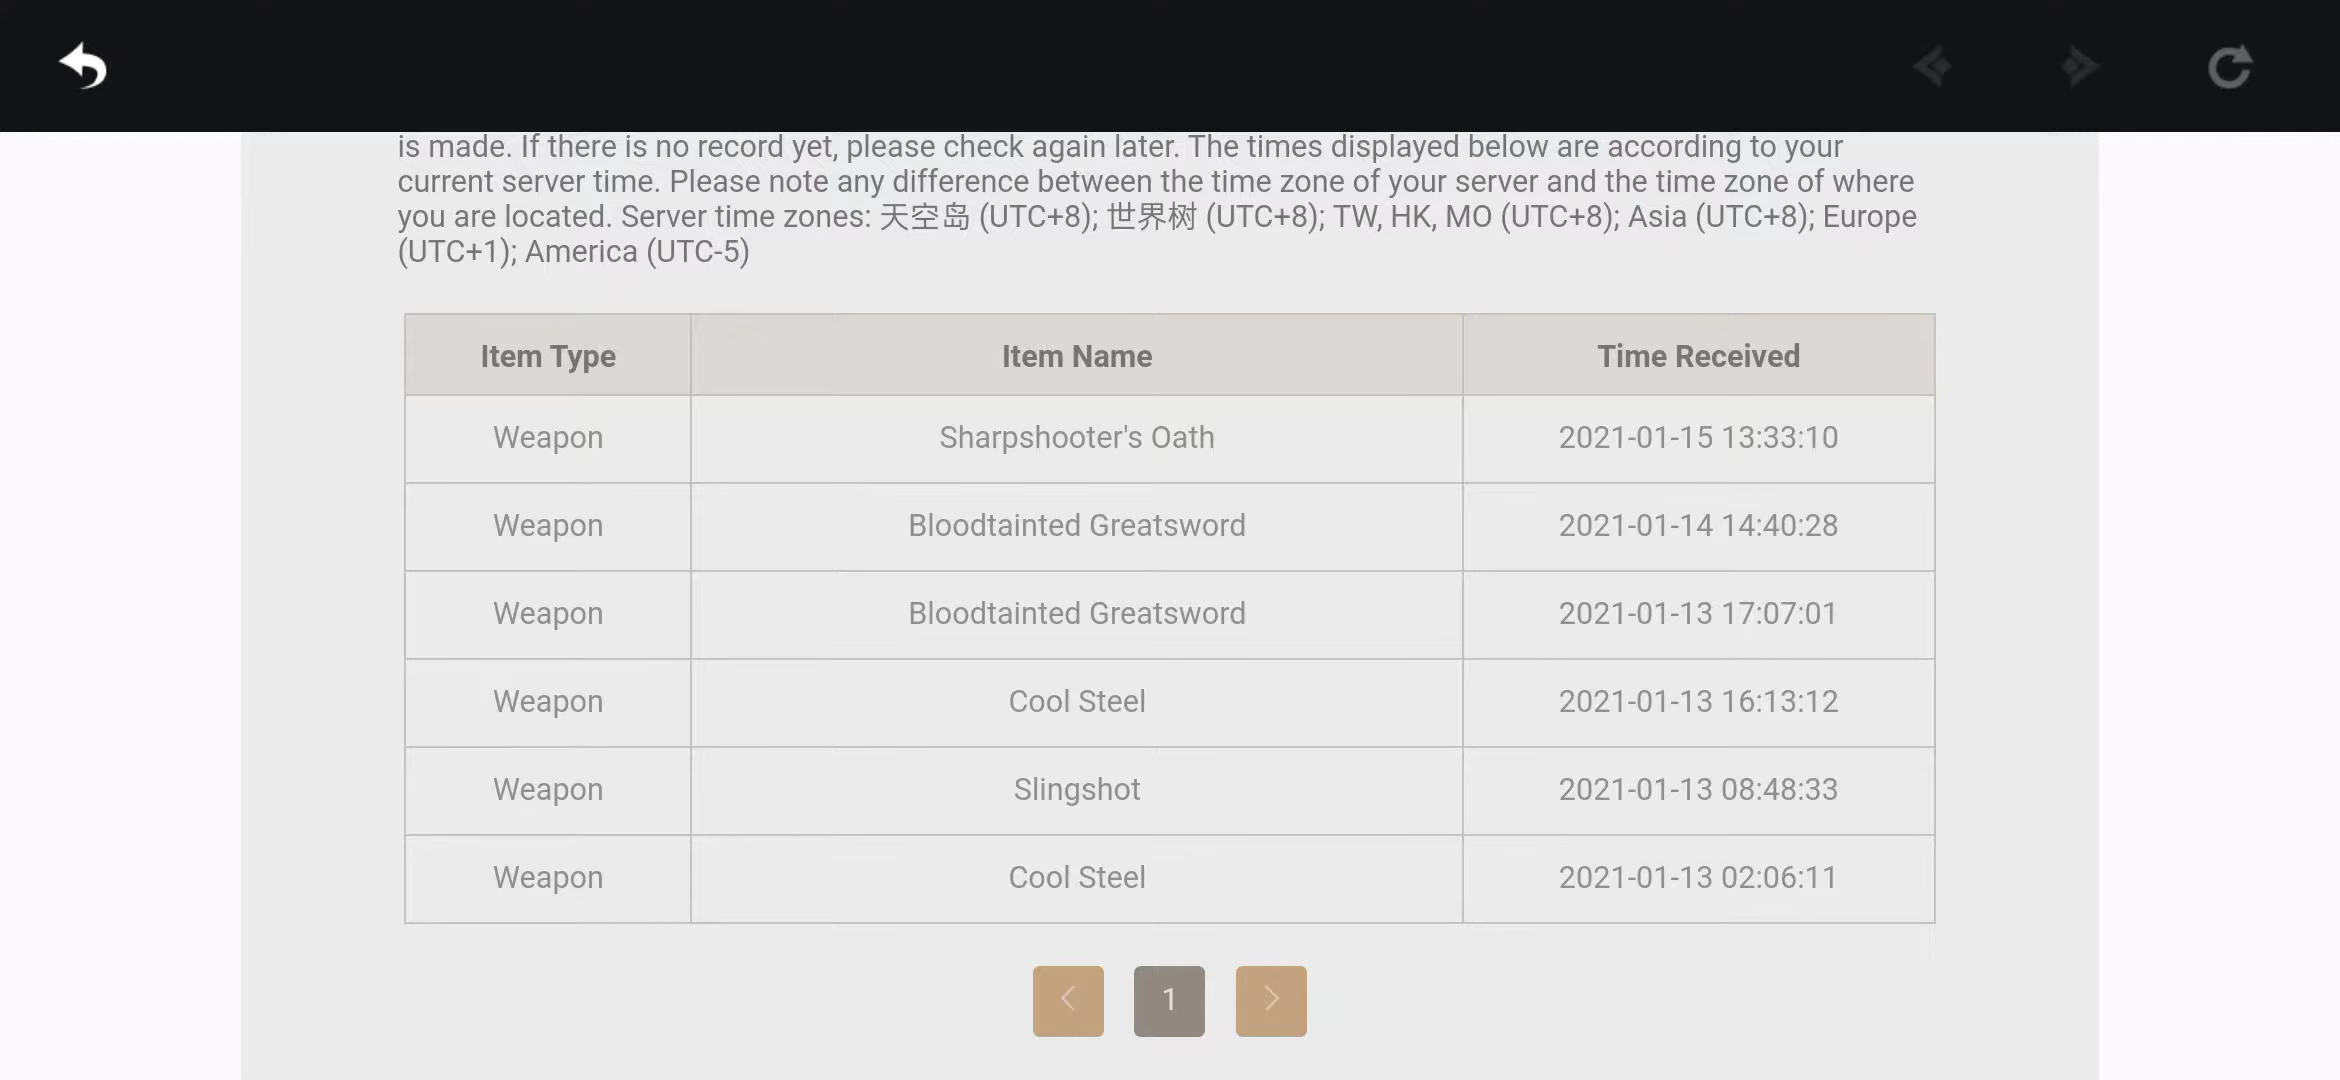 is made. If there is no record yet, please check again later. The times displayed below are according to your
current server time. Please note any difference between the time zone of your server and the time zone of where
you are located. Server time zones: 天空岛 (UTC+8); 世界树 (UTC+8); TW, HK, MO (UTC+8); Asia (UTC+8); Europe
(UTC+1); America (UTC-5)
Item Type Item Name Time Received
Weapon Sharpshooter's Oath 2021-01-15 13:33:10
Weapon Bloodtainted Greatsword 2021-01-14 14:40:28
Weapon Bloodtainted Greatsword 2021-01-13 17:07:01
Weapon Cool Steel 2021-01-13 16:13:12
Weapon Slingshot 2021-01-13 08:48:33
Weapon Cool Steel 2021-01-13 02:06:11
1